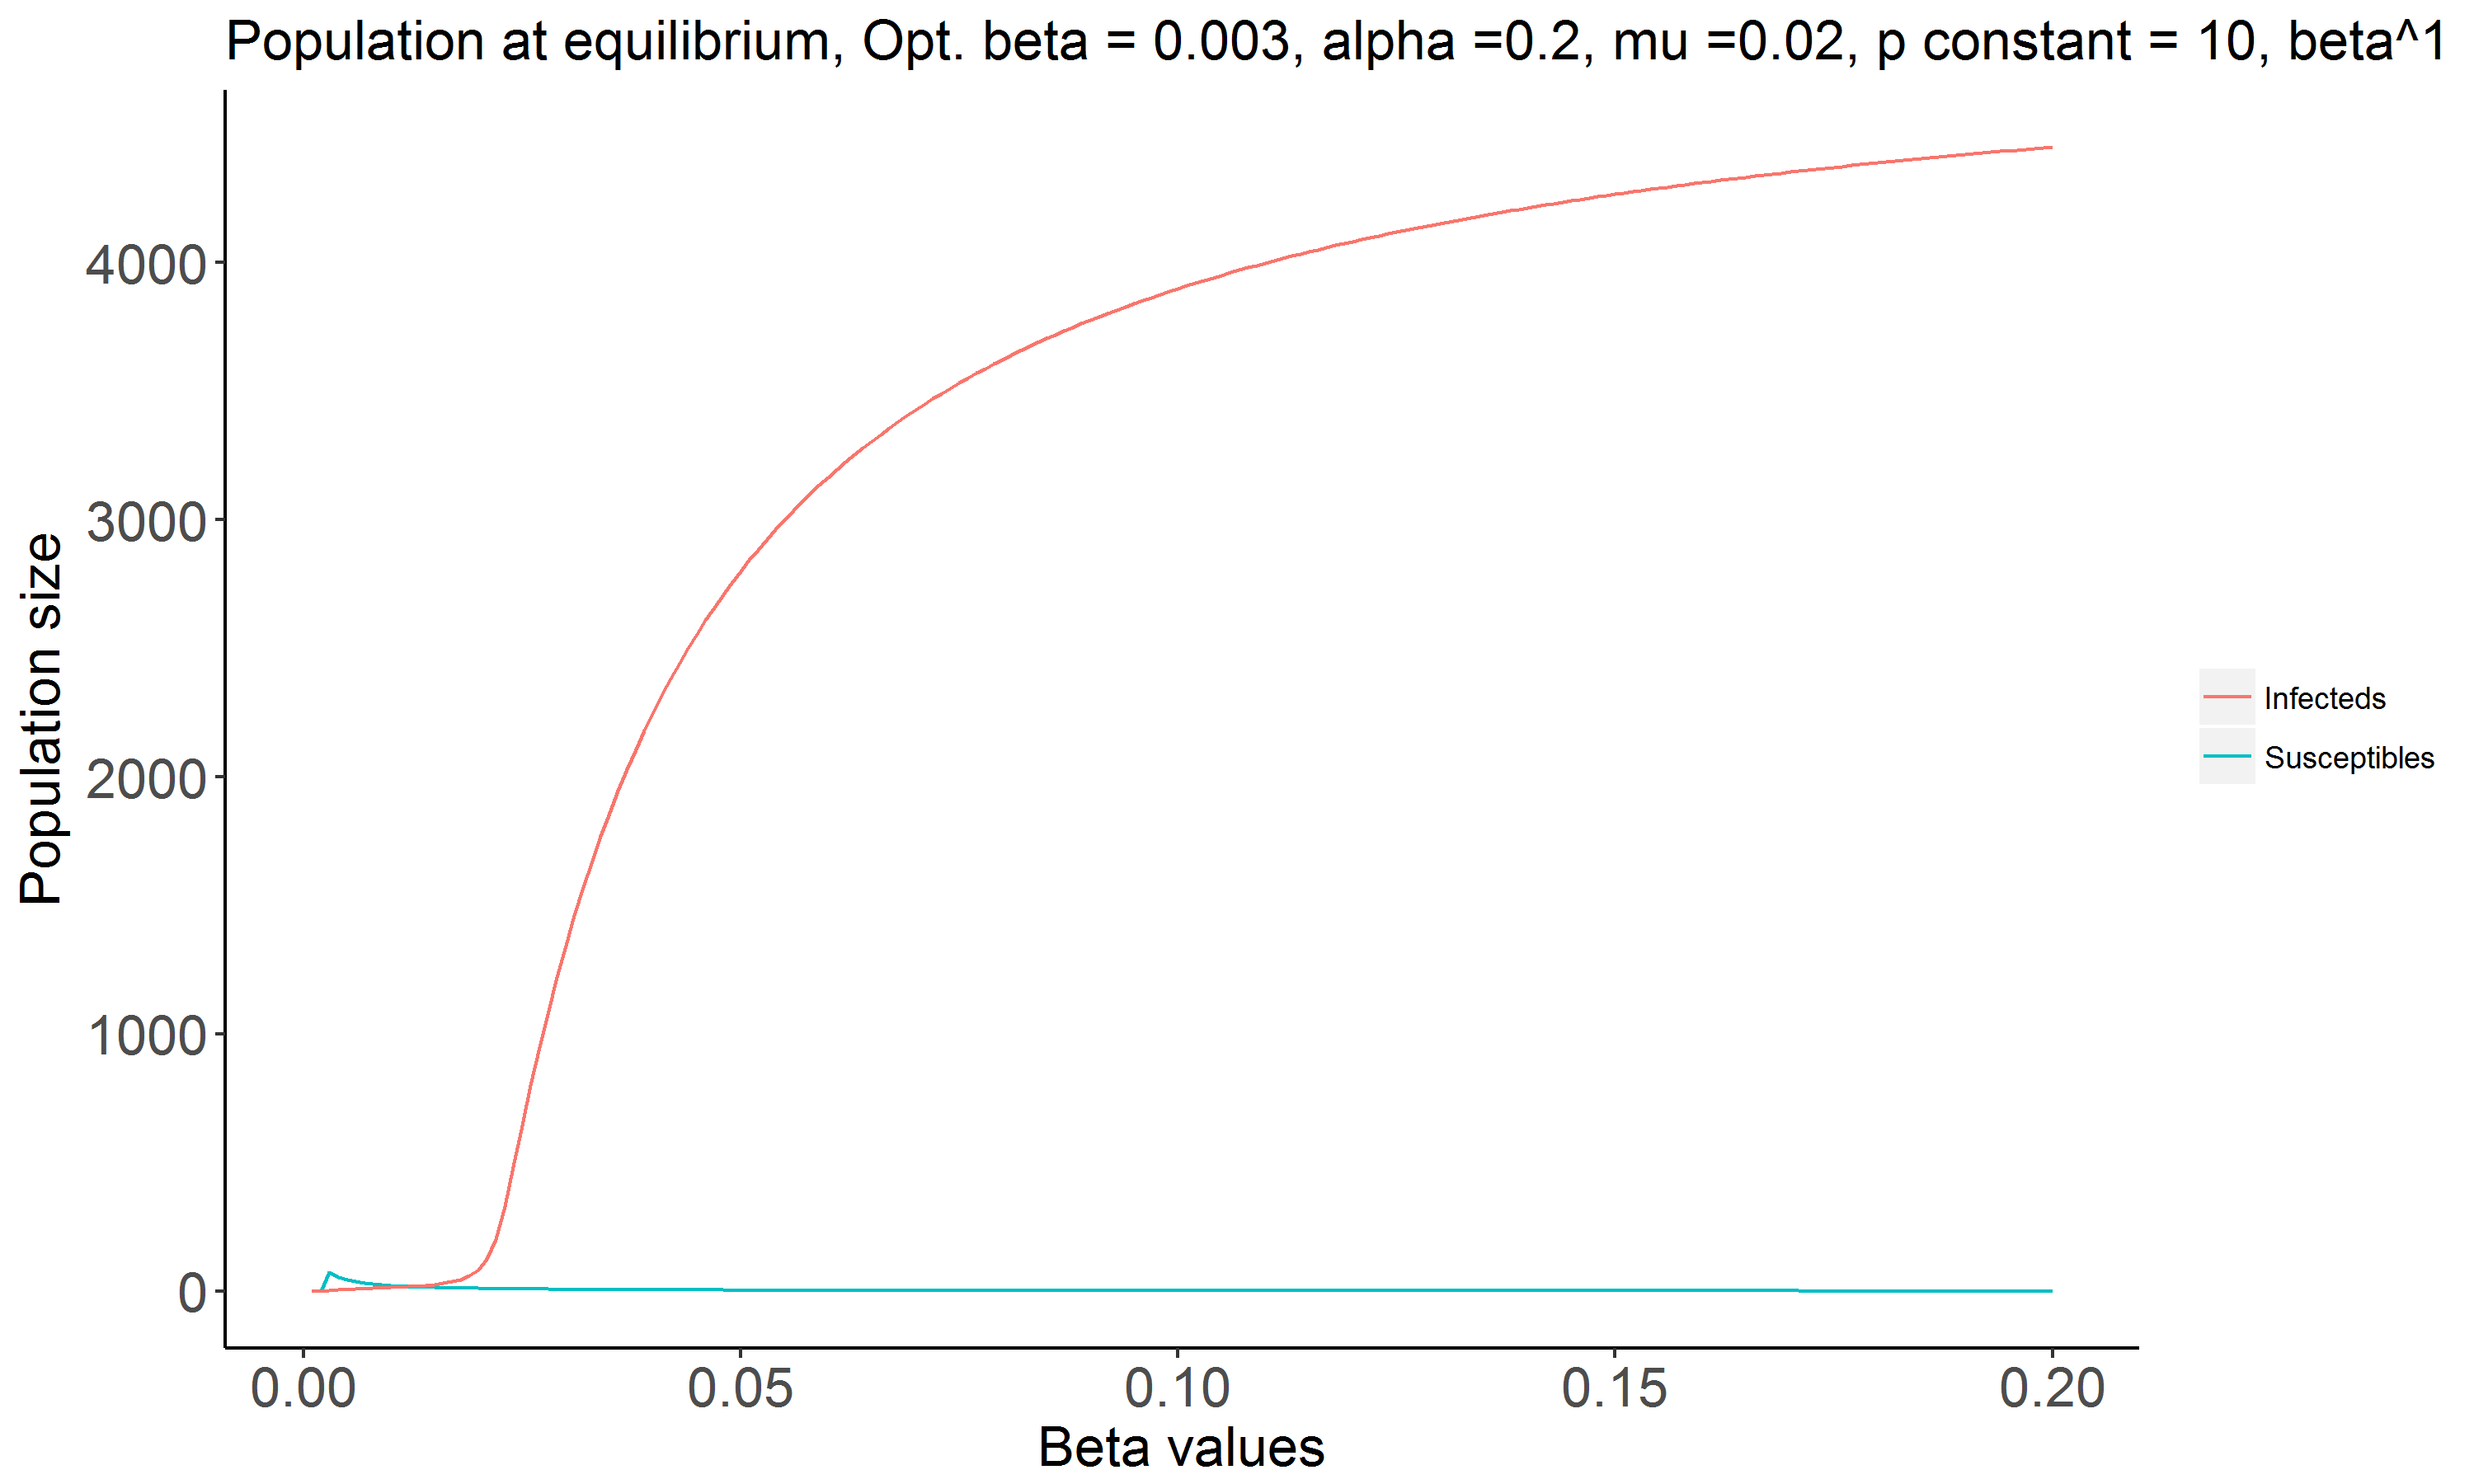 Population at equilibrium, Opt. beta = 0.003, alpha =0.2, mu =0.02, p constant = 10, beta^1
Population size
4000
3000
2000
1000
0
0.00 0.05 0.10 0.15 0.20
Beta values
Infecteds
Susceptibles